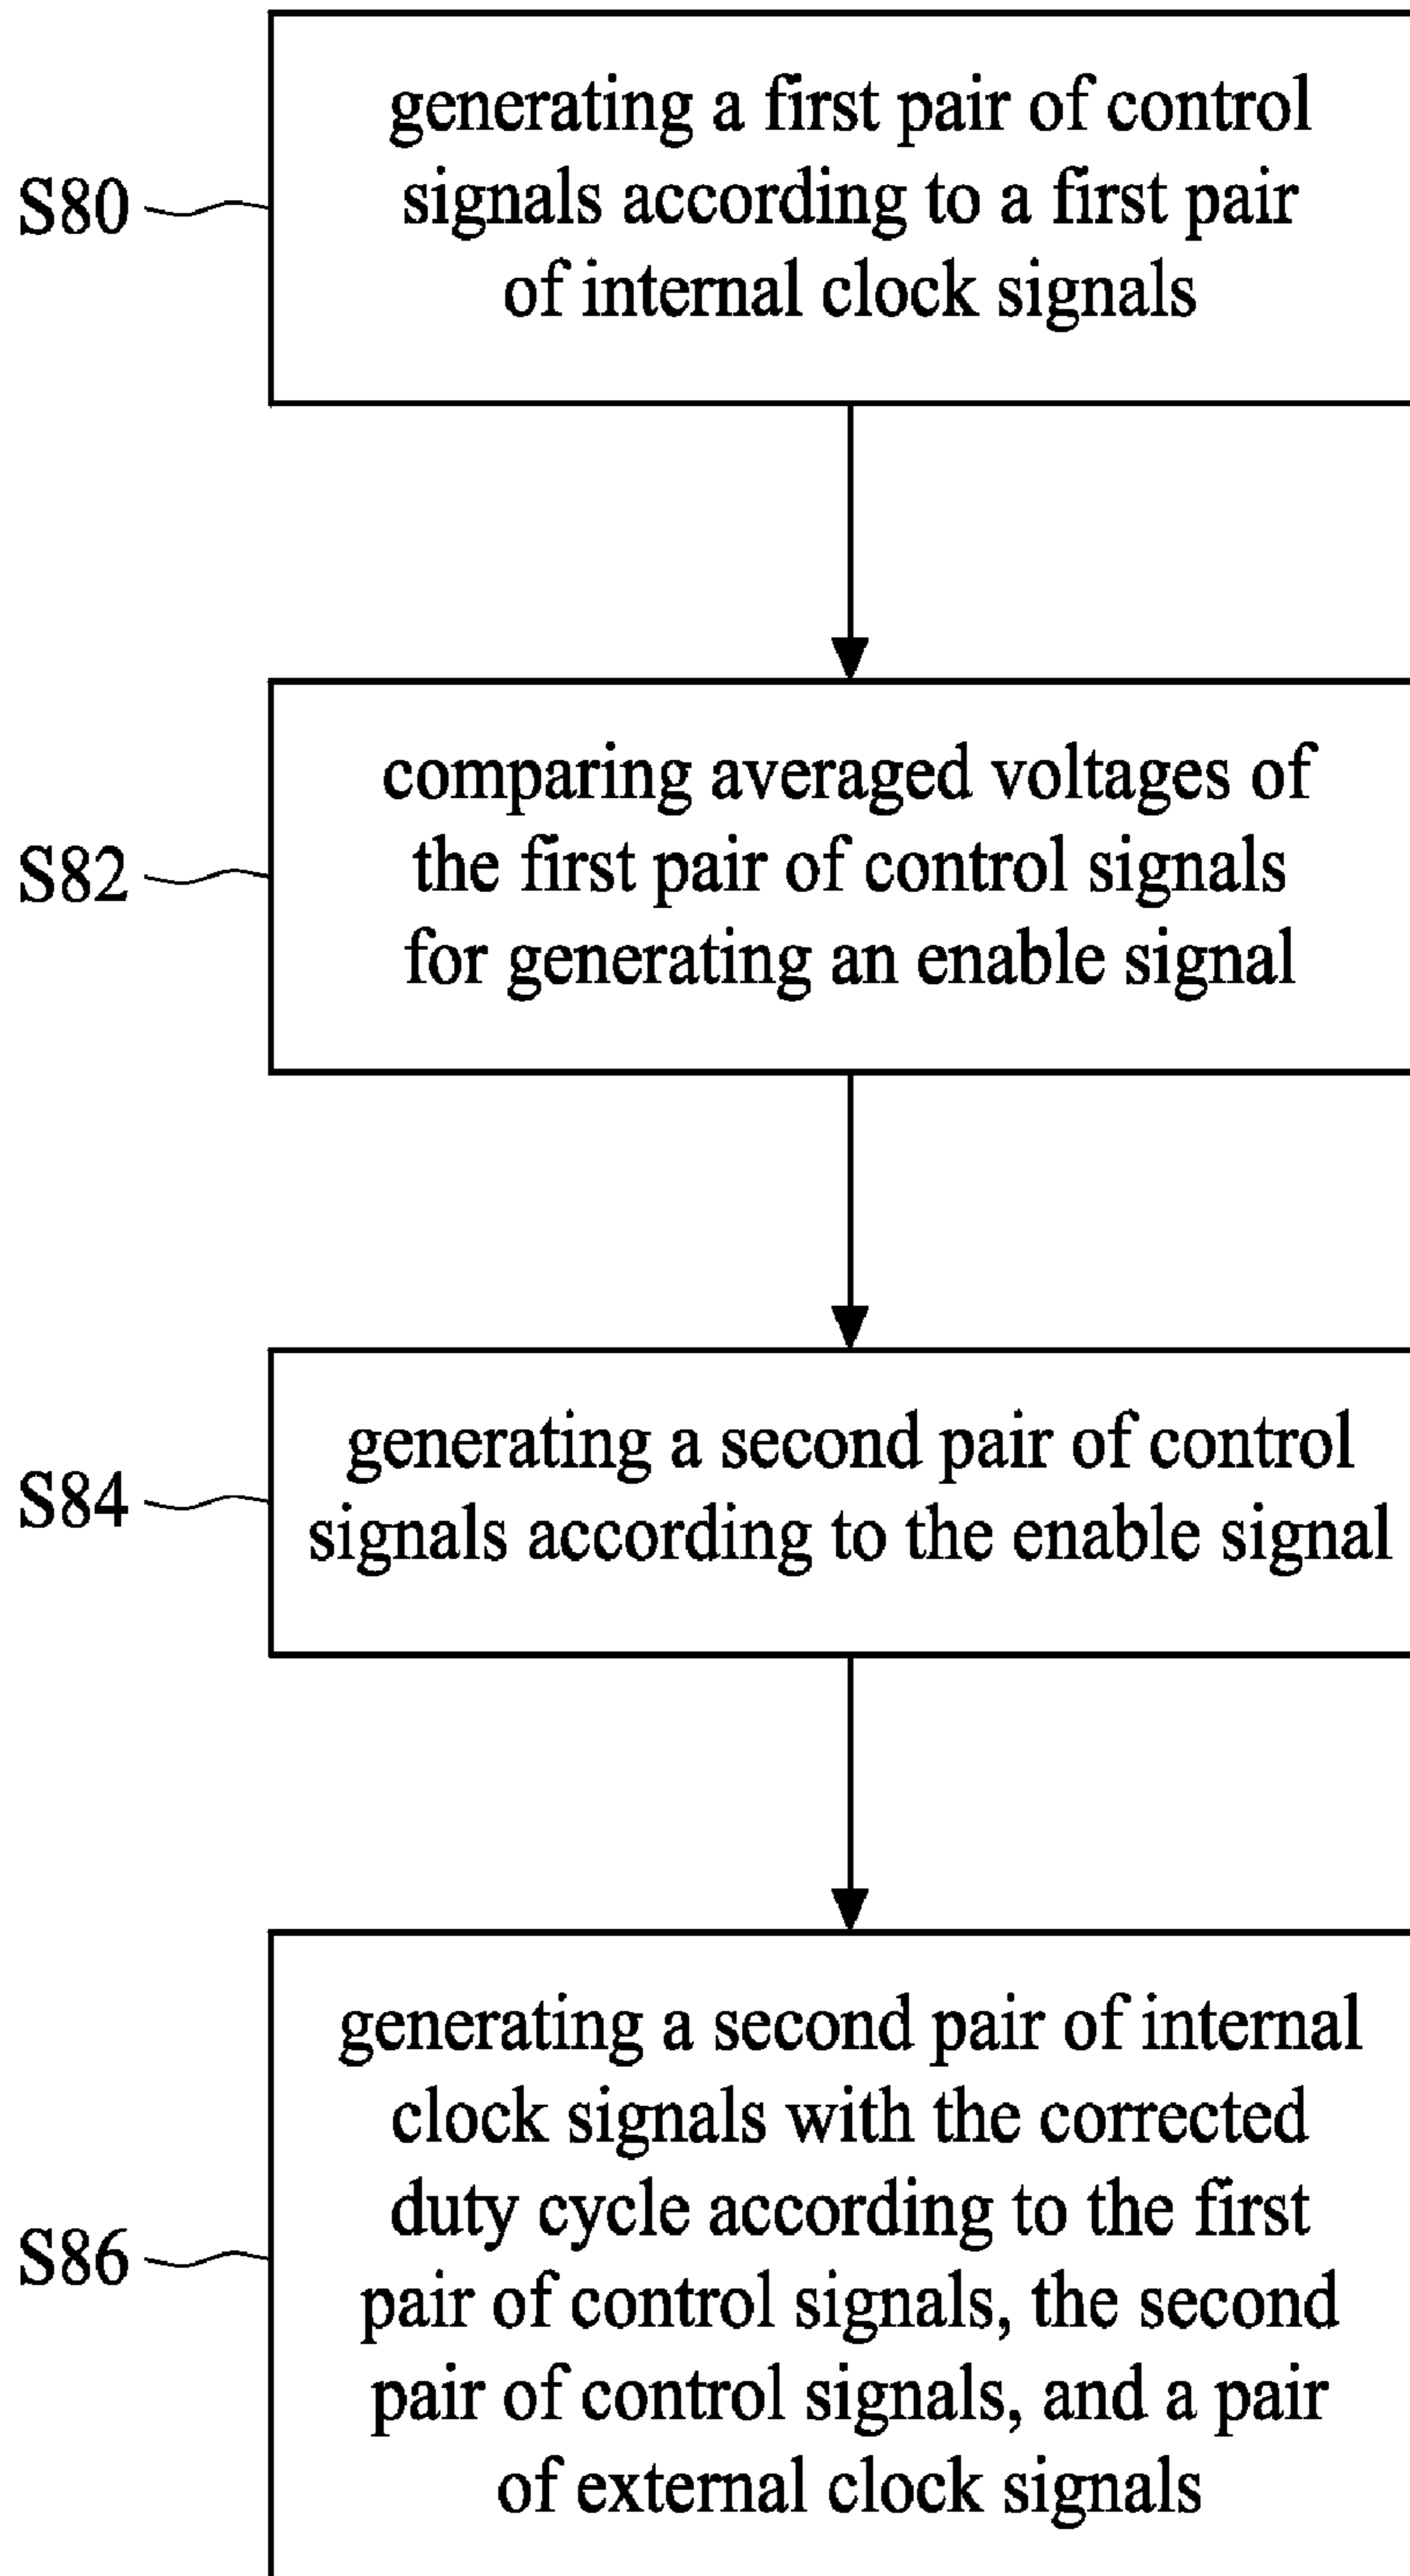 S80
generating a first pair of control
signals according to a first pair
of internal clock signals
S82
comparing averaged voltages of
the first pair of control signals
for generating an enable signal
S84
generating a second pair of control
signals according to the enable signal
S86
generating a second pair of internal
clock signals with the corrected
duty cycle according to the first
pair of control signals, the second
pair of control signals, and a pair
of external clock signals